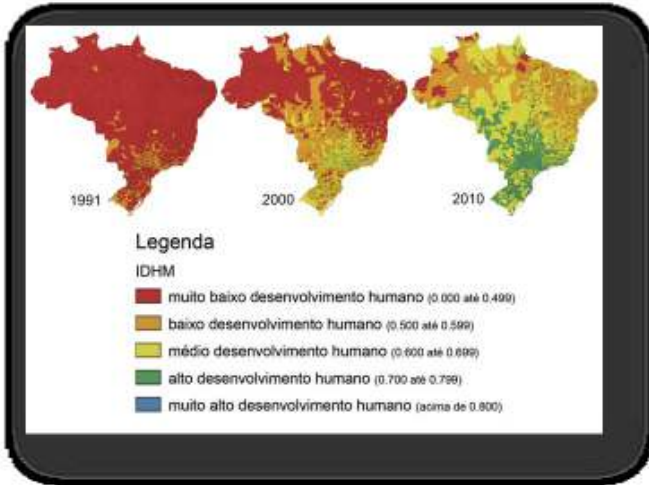 1991
2000
2010
Legenda
IDHM
muito baixo desenvolvimento humano (0.000 até 0.499)
baixo desenvolvimento humano (0.500 até 0.599)
médio desenvolvimento humano (0.600 até 0.699)
alto desenvolvimento humano (0.700 até 0.799)
muito alto desenvolvimento humano (acima de 0.800)